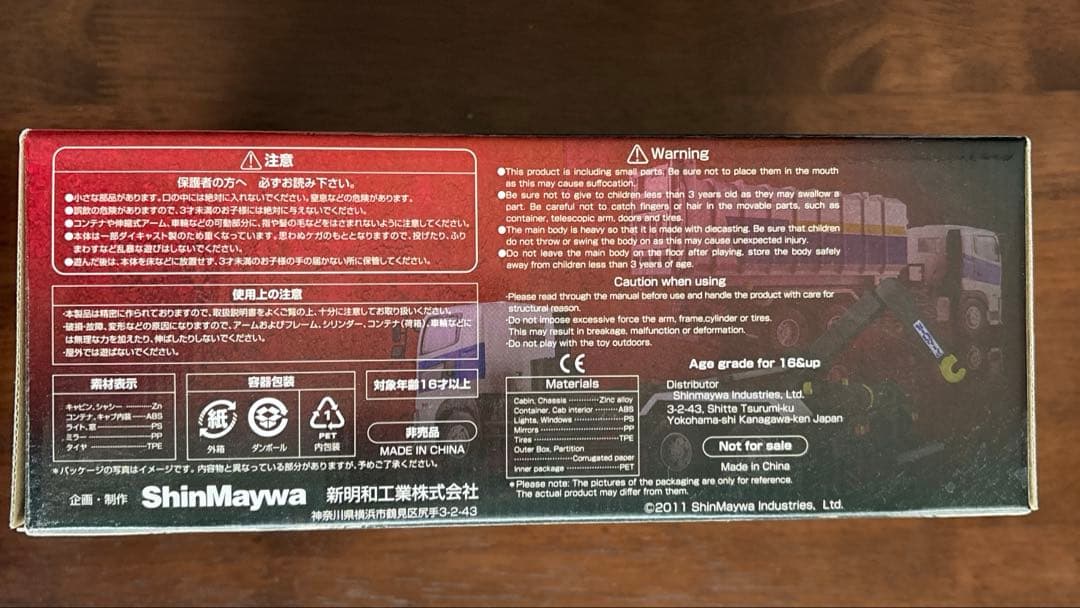 ⚠注意
保護者の方へ 必ずお読み下さい。
●小さな部品があります。口の中には絶対に入れないでください。窒息などの危険があります。
●誤飲の危険がありますので、3才未満のお子様には絶対に与えないでください。
●コンテナや伸縮式アーム、車輪などの可動部分に、指や髪の毛などをはさまれないように注意してください。
●本体は一部ダイキャスト製のため重くなっています。思わぬケガのもととなりますので、投げたり、ふり
まわすなど乱暴な遊びはしないでください。
●遊んだ後は、本体を床などに放置せず、3才未満のお子様の手の届かない所に保管してください。
使用上の注意
・本製品は精密に作られておりますので、取扱説明書をよくご覧の上、十分に注意してお取り扱いください。
・破損・故障、変形などの原因になりますので、アームおよびフレーム、シリンダー、コンテナ(荷箱)、車輪などに
は無理な力を加えたり、伸ばしたりしないでください。
・屋外では遊ばないでください。
素材表示
キャビン、シャシー ……… Zn
コンテナ、キャブ内装 …… ABS
ライト、窓 ……… PS
ミラー ……… PP
タイヤ ……… TPE
容器包装
紙
外箱
ダンボール
1
PET
内包装
対象年齢16才以上
非売品
MADE IN CHINA
*パッケージの写真はイメージです。内容物と異なっている部分がありますが、予めご了承ください。
企画・制作 ShinMaywa 新明和工業株式会社
神奈川県横浜市鶴見区尻手3-2-43
⚠Warning
●This product is including small parts. Be sure not to place them in the mouth
as this may cause suffocation.
●Be sure not to give to children less than 3 years old as they may swallow a
part. Be careful not to catch fingers or hair in the movable parts, such as
container, telescopic arm, doors and tires.
●The main body is heavy so that it is made with diecasting. Be sure that children
do not throw or swing the body on as this may cause unexpected injury.
●Do not leave the main body on the floor after playing, store the body safely
away from children less than 3 years of age.
Caution when using
・Please read through the manual before use and handle the product with care for
structural reason.
・Do not impose excessive force the arm, frame,cylinder or tires.
This may result in breakage, malfunction or deformation.
・Do not play with the toy outdoors.
CE
Age grade for 16&up
Materials
Cabin, Chassis ……… Zinc alloy
Container, Cab interior ……… ABS
Lights, Windows ……… PS
Mirrors ……… PP
Tires ……… TPE
Outer Box, Partition
……… Corrugated paper
Inner package ……… PET
Distributor
Shinmaywa Industries, Ltd.
3-2-43, Shitte Tsurumi-ku
Yokohama-shi Kanagawa-ken Japan
Not for sale
Made in China
*Please note: The pictures of the packaging are only for reference.
The actual product may differ from them.
©2011 ShinMaywa Industries, Ltd.